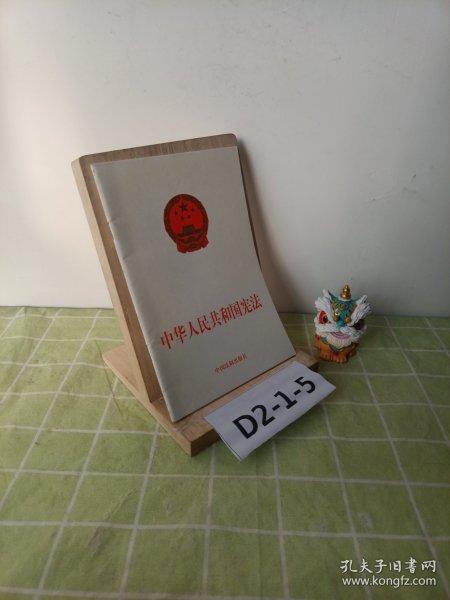 中华人民共和国宪法
中国法制出版社
D2-1-5
孔夫子旧书网
www.kongfz.com